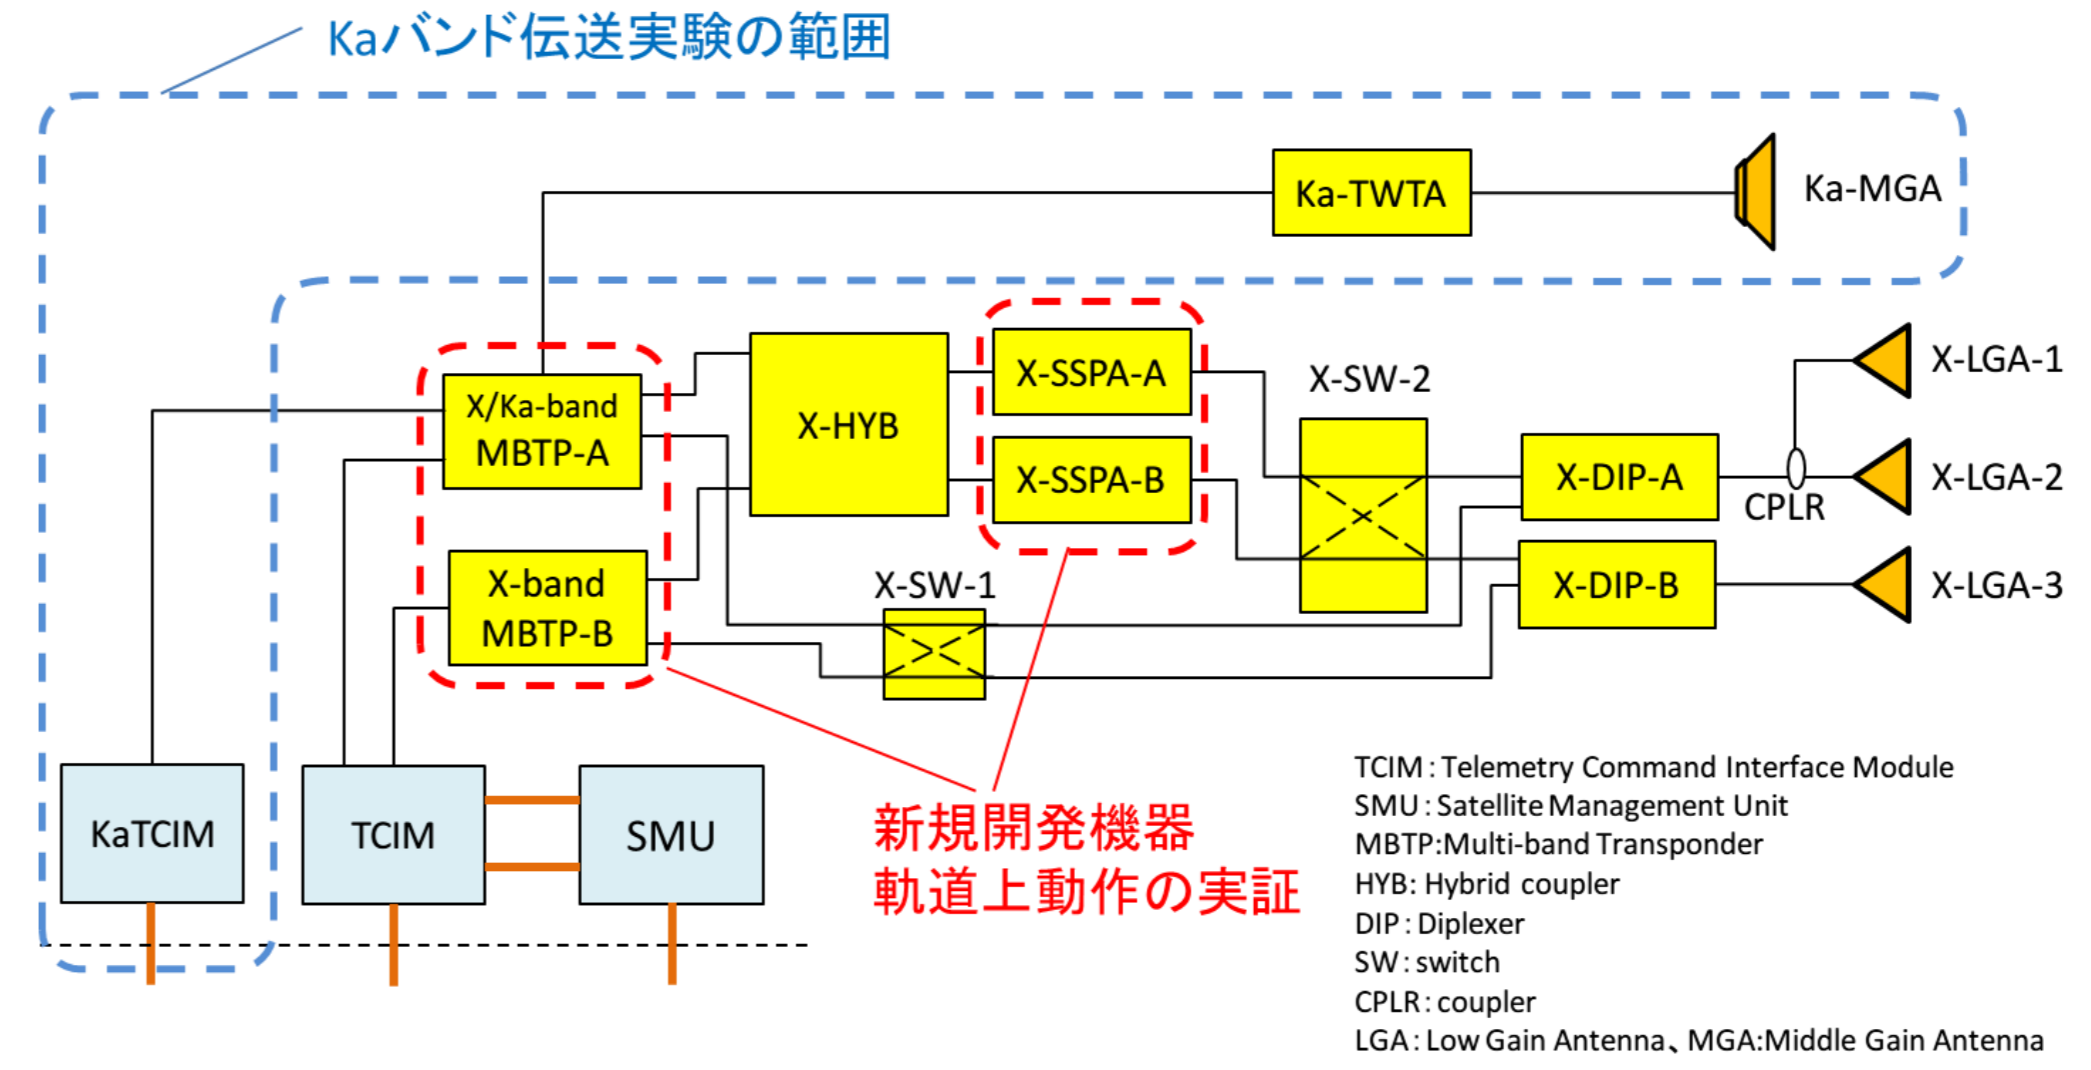 Kaバンド伝送実験の範囲
Ka-TWTA
Ka-MGA
X/Ka-band
MBTP-A
X-HYB
X-SSPA-A
X-SSPA-B
X-SW-2
X-DIP-A
CPLR
X-LGA-1
X-LGA-2
X-band
MBTP-B
X-SW-1
X-DIP-B
X-LGA-3
KaTCIM
TCIM
SMU
新規開発機器
軌道上動作の実証
TCIM：Telemetry Command Interface Module
SMU：Satellite Management Unit
MBTP:Multi-band Transponder
HYB: Hybrid coupler
DIP：Diplexer
SW：switch
CPLR：coupler
LGA：Low Gain Antenna、MGA:Middle Gain Antenna